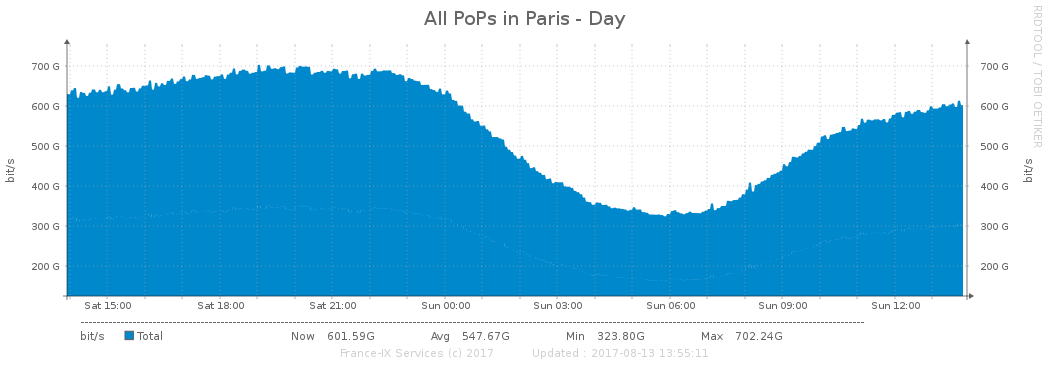 All PoPs in Paris - Day
RRDTOOL / TOBI OETIKER
bit/s
700 G
600 G
500 G
400 G
300 G
200 G
700 G
600 G
500 G
400 G
300 G
200 G
bit/s
Sat 15:00 Sat 18:00 Sat 21:00 Sun 00:00 Sun 03:00 Sun 06:00 Sun 09:00 Sun 12:00
bit/s Total Now 601.59G Avg 547.67G Min 323.80G Max 702.24G
France-IX Services (c) 2017 Updated : 2017-08-13 13:55:11